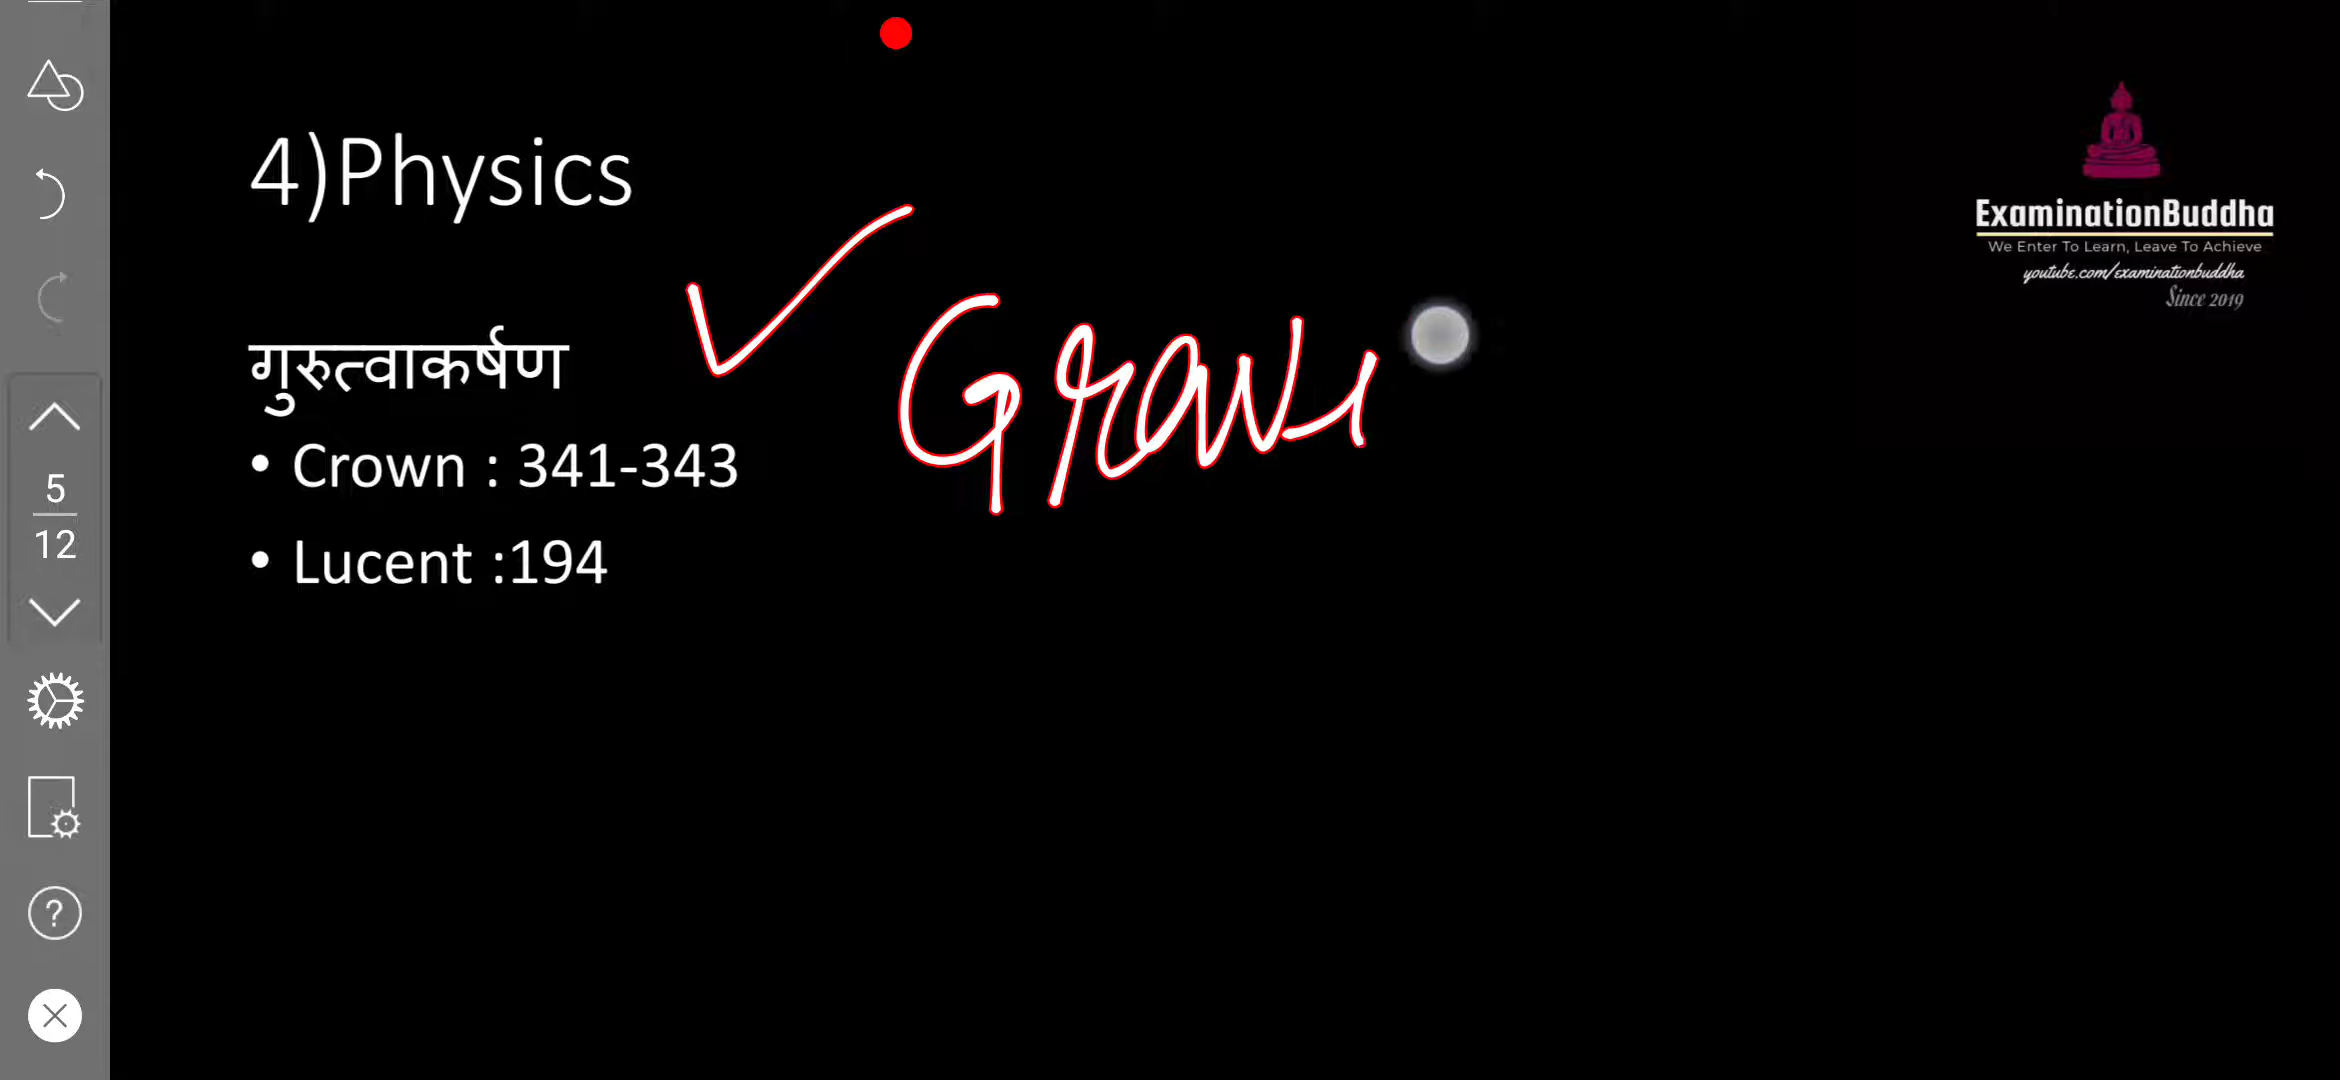 4)Physics
ExaminationBuddha
We Enter To Learn, Leave To Achieve
youtube.com/examinationbuddha
Since 2019
गुरुत्वाकर्षण
Gravi
• Crown : 341-343
• Lucent :194
5
12
?